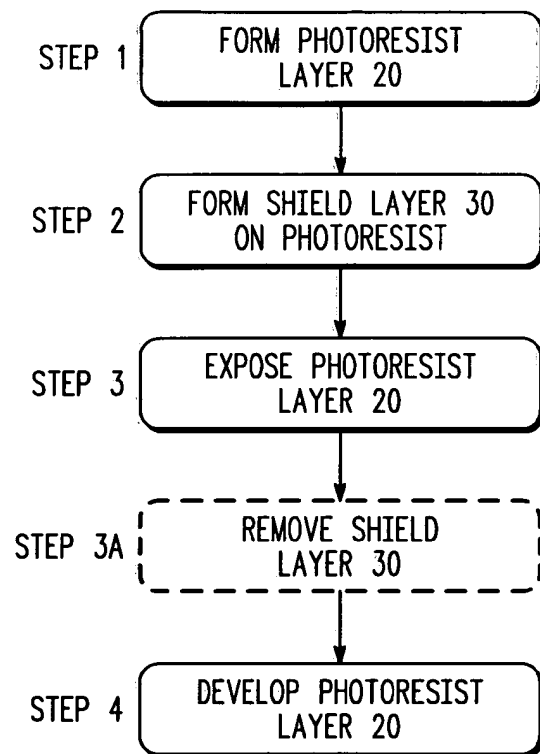 STEP 1
FORM PHOTORESIST
LAYER 20
STEP 2
FORM SHIELD LAYER 30
ON PHOTORESIST
STEP 3
EXPOSE PHOTORESIST
LAYER 20
STEP 3A
REMOVE SHIELD
LAYER 30
STEP 4
DEVELOP PHOTORESIST
LAYER 20